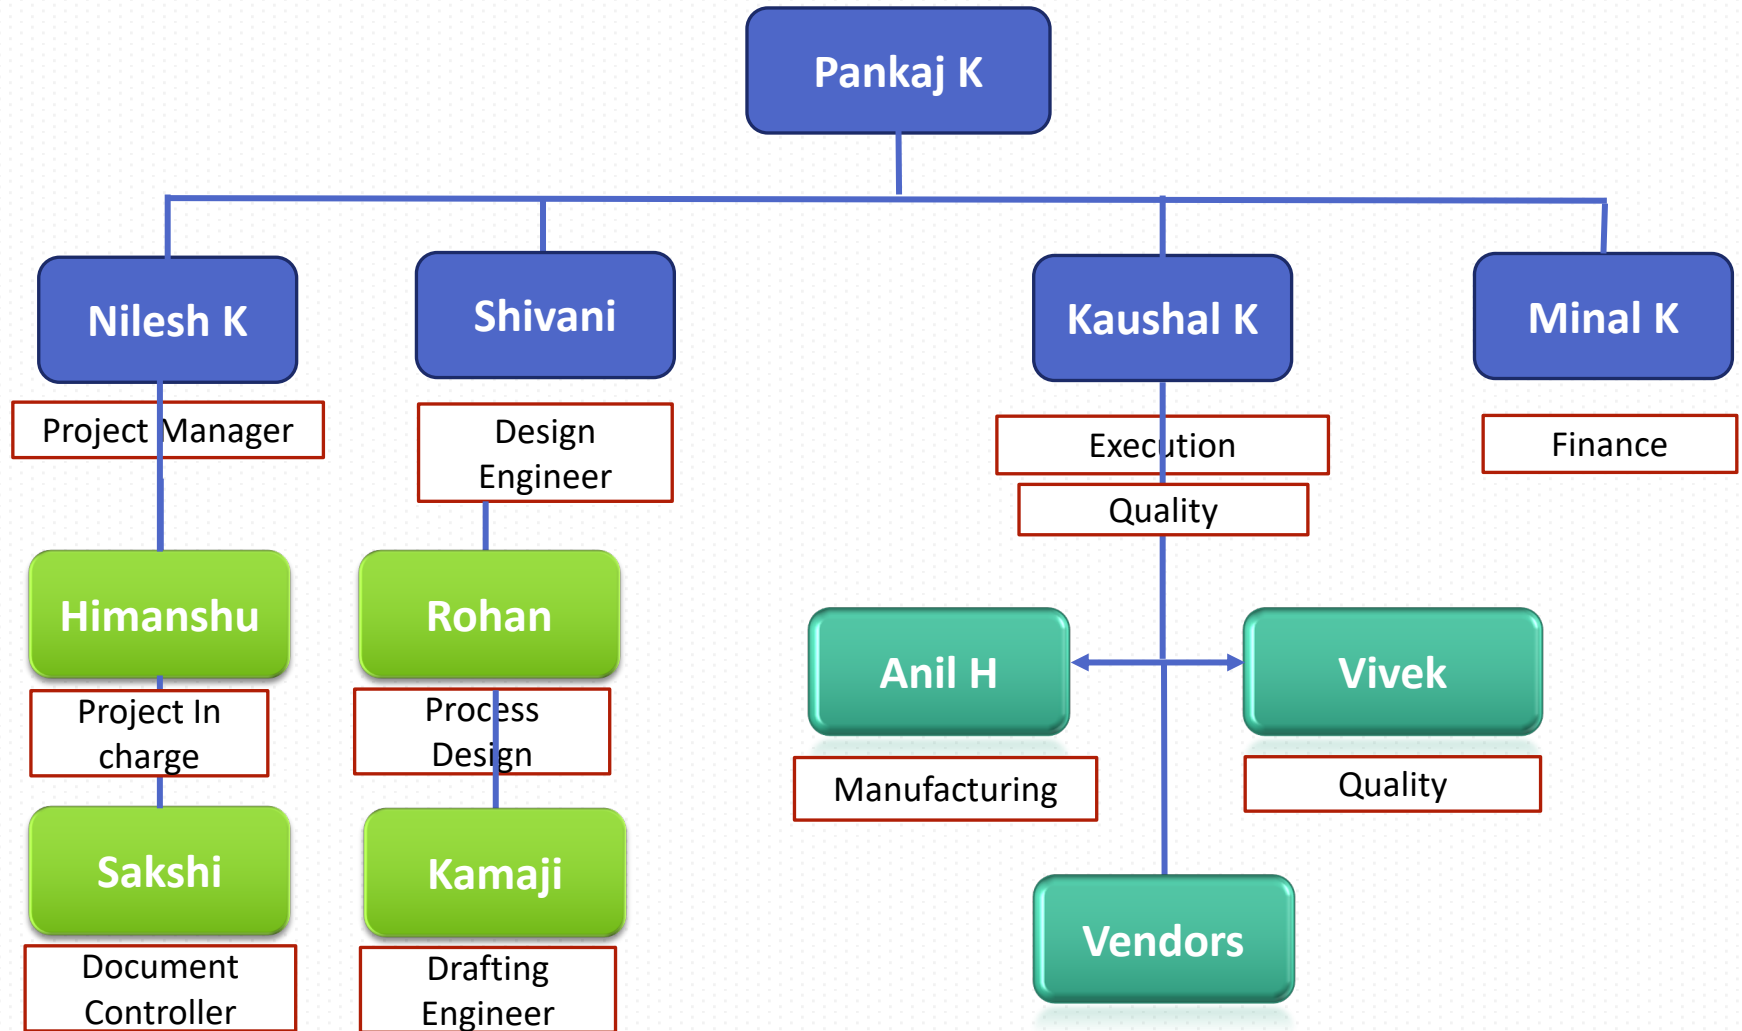 Pankaj K
Nilesh K
Shivani
Kaushal K
Minal K
Project Manager
Design
Engineer
Execution
Finance
Quality
Himanshu
Rohan
Anil H
Vivek
Project In
charge
Process
Design
Manufacturing
Quality
Sakshi
Kamaji
Vendors
Document
Controller
Drafting
Engineer